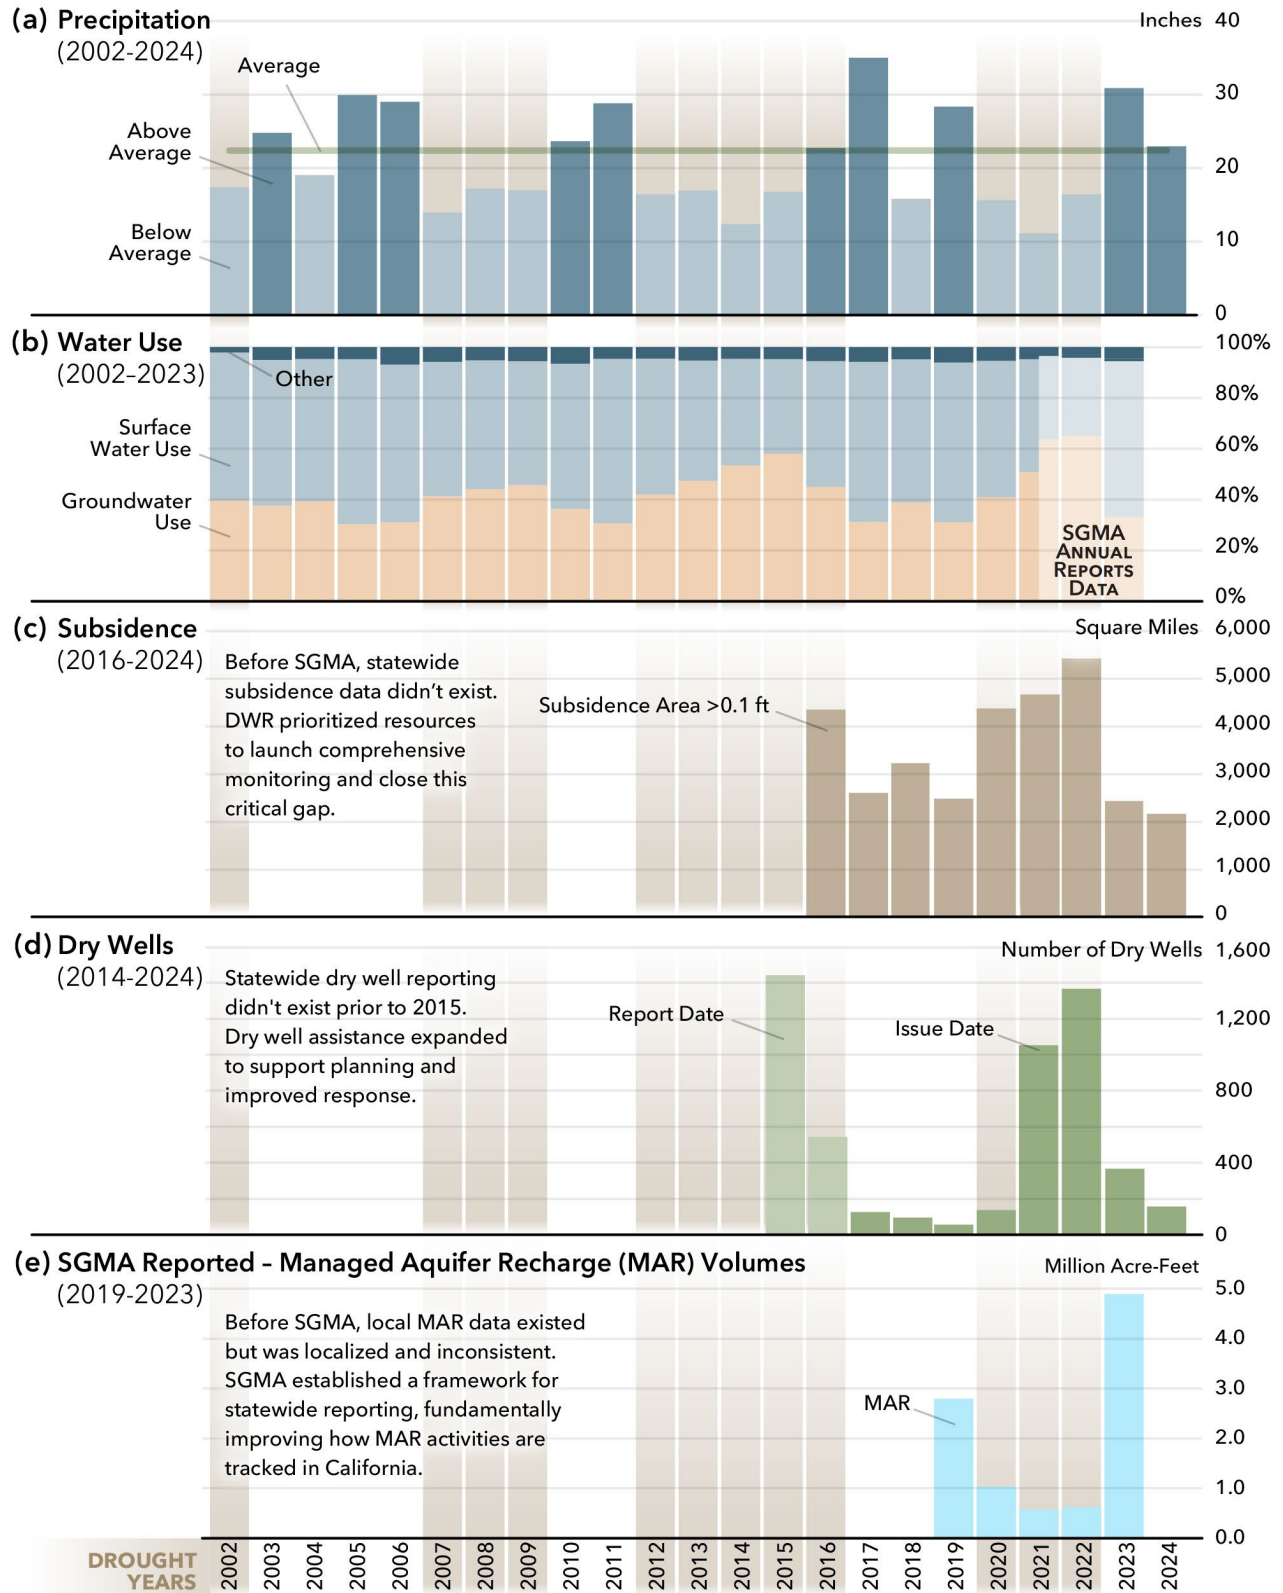 (a) Precipitation
(2002-2024)
Inches
40
30
20
10
0
Average
Above
Average
Below
Average
(b) Water Use
(2002–2023)
100%
80%
60%
40%
20%
0%
Other
Surface
Water Use
Groundwater
Use
SGMA
ANNUAL
REPORTS
DATA
(c) Subsidence
(2016-2024)
Square Miles
6,000
5,000
4,000
3,000
2,000
1,000
0
Before SGMA, statewide
subsidence data didn’t exist.
DWR prioritized resources
to launch comprehensive
monitoring and close this
critical gap.
Subsidence Area >0.1 ft
(d) Dry Wells
(2014-2024)
Number of Dry Wells
1,600
1,200
800
400
0
Statewide dry well reporting
didn't exist prior to 2015.
Dry well assistance expanded
to support planning and
improved response.
Report Date
Issue Date
(e) SGMA Reported – Managed Aquifer Recharge (MAR) Volumes
(2019-2023)
Million Acre-Feet
5.0
4.0
3.0
2.0
1.0
0.0
Before SGMA, local MAR data existed
but was localized and inconsistent.
SGMA established a framework for
statewide reporting, fundamentally
improving how MAR activities are
tracked in California.
MAR
DROUGHT
YEARS
2002
2003
2004
2005
2006
2007
2008
2009
2010
2011
2012
2013
2014
2015
2016
2017
2018
2019
2020
2021
2022
2023
2024